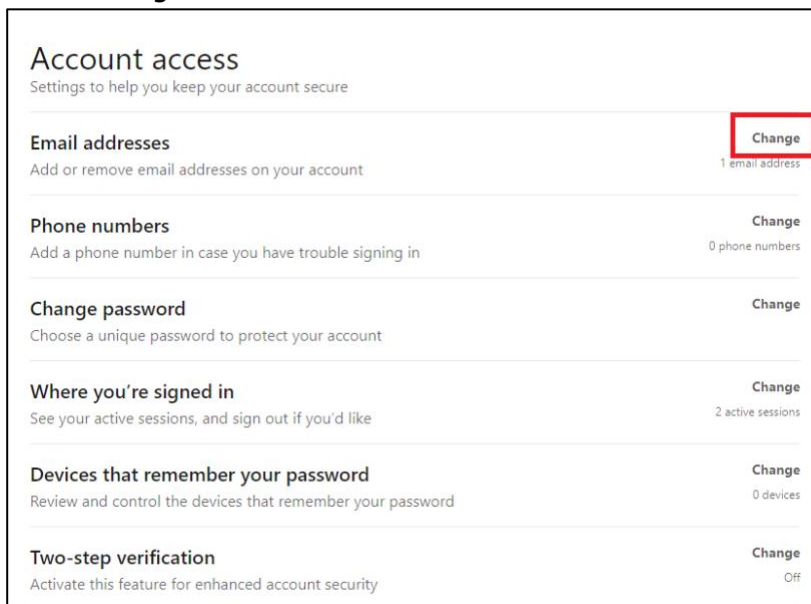 Account access
Settings to help you keep your account secure
Email addresses
Change
Add or remove email addresses on your account
1 email address
Phone numbers
Change
Add a phone number in case you have trouble signing in
0 phone numbers
Change password
Change
Choose a unique password to protect your account
Where you're signed in
Change
See your active sessions, and sign out if you'd like
2 active sessions
Devices that remember your password
Change
Review and control the devices that remember your password
0 devices
Two-step verification
Change
Activate this feature for enhanced account security
Off